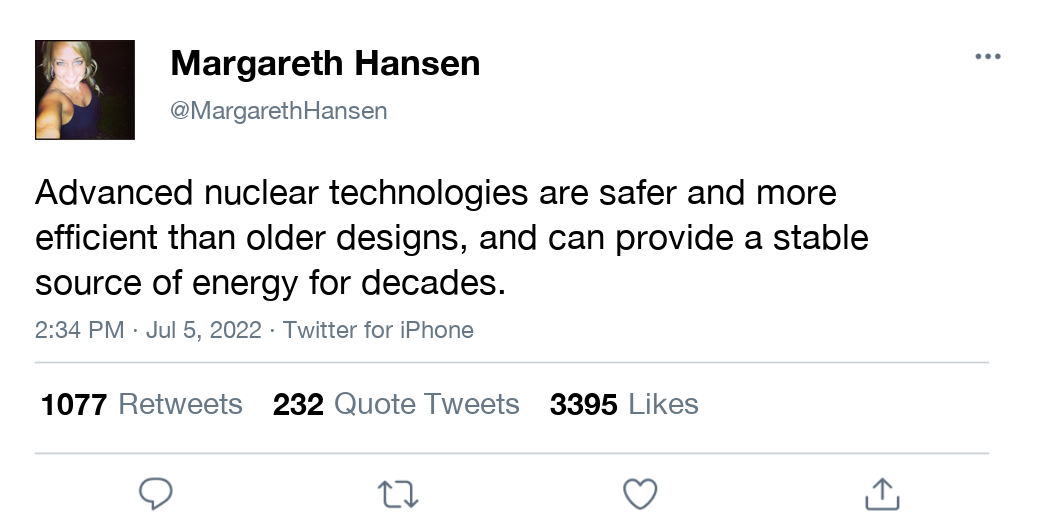 Margareth Hansen
@MargarethHansen
Advanced nuclear technologies are safer and more
efficient than older designs, and can provide a stable
source of energy for decades.
2:34 PM · Jul 5, 2022 · Twitter for iPhone
1077 Retweets 232 Quote Tweets 3395 Likes